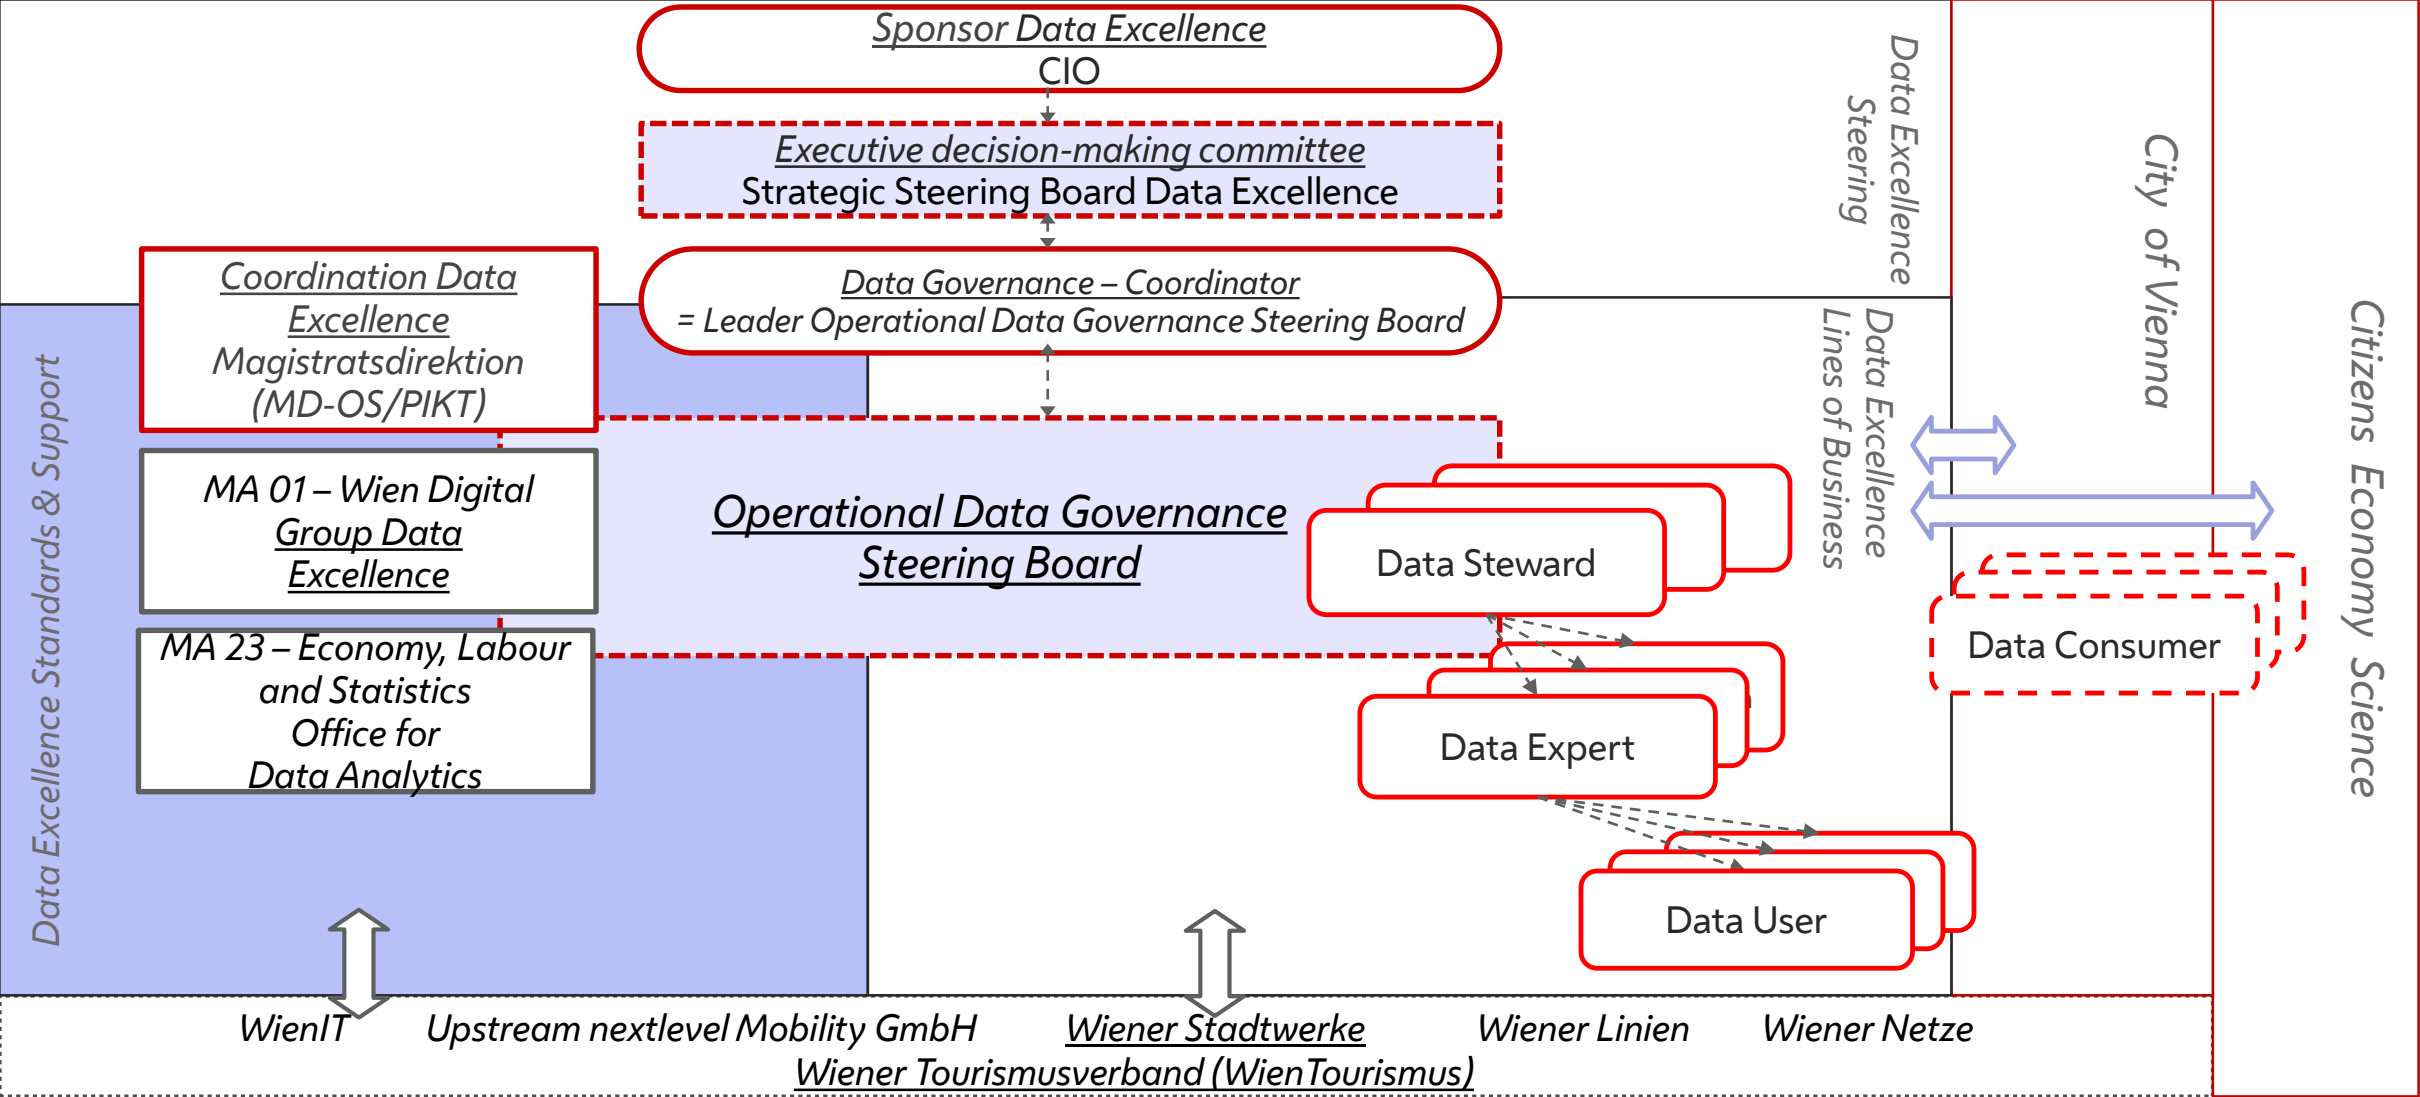 Sponsor Data Excellence
CIO
Executive decision-making committee
Strategic Steering Board Data Excellence
Data Governance – Coordinator
= Leader Operational Data Governance Steering Board
Coordination Data
Excellence
Magistratsdirektion
(MD-OS/PIKT)
MA 01 – Wien Digital
Group Data
Excellence
MA 23 – Economy, Labour
and Statistics
Office for
Data Analytics
Data Excellence Standards & Support
Operational Data Governance
Steering Board
Data Steward
Data Expert
Data User
Data Consumer
Data Excellence
Steering
Data Excellence
Lines of Business
City of Vienna
Citizens Economy Science
WienIT Upstream nextlevel Mobility GmbH Wiener Stadtwerke Wiener Linien Wiener Netze
Wiener Tourismusverband (WienTourismus)